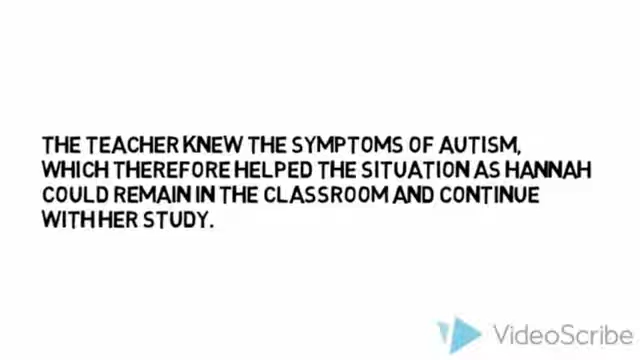 THE TEACHER KNEW THE SYMPTOMS OF AUTISM,
WHICH THEREFORE HELPED THE SITUATION AS HANNAH
COULD REMAIN IN THE CLASSROOM AND CONTINUE
WITH HER STUDY.
VideoScribe